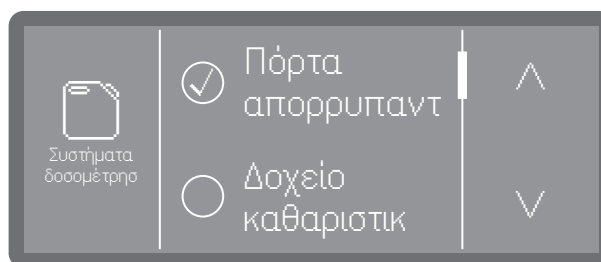 Συστήματα
δοσομέτρησ
Πόρτα
απορρυπαντ
Δοχείο
καθαριστικ